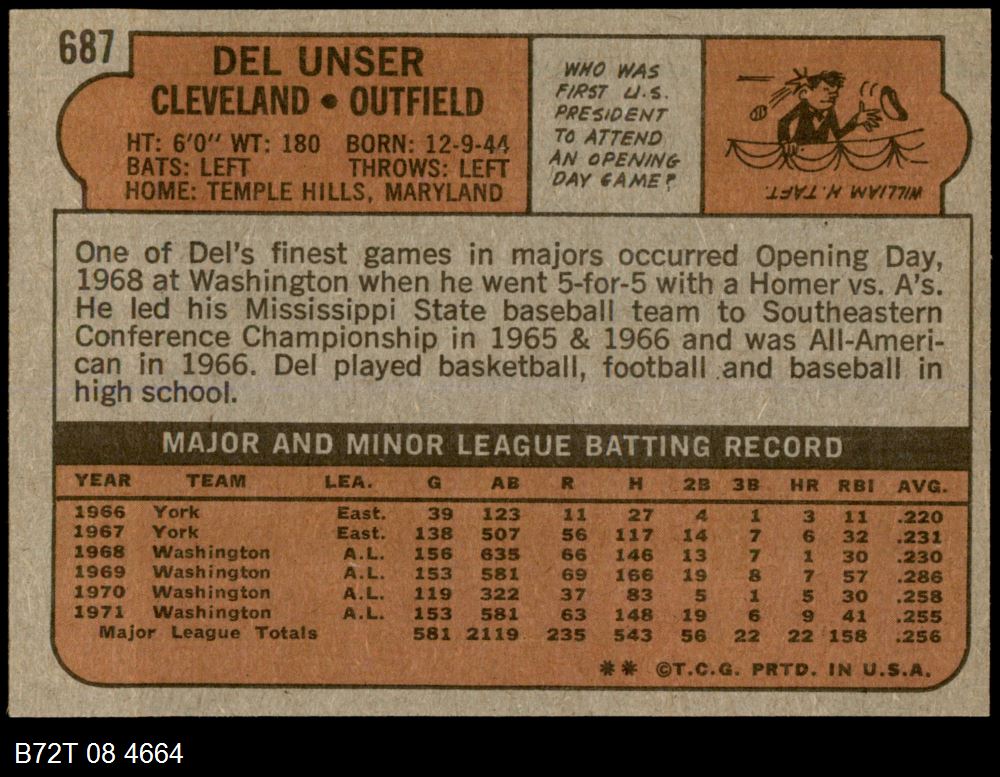 687
DEL UNSER
CLEVELAND • OUTFIELD
HT: 6'0" WT: 180 BORN: 12-9-44
BATS: LEFT THROWS: LEFT
HOME: TEMPLE HILLS, MARYLAND
WHO WAS
FIRST U.S.
PRESIDENT
TO ATTEND
AN OPENING
DAY GAME?
WILLIAM H. TAFT.
One of Del's finest games in majors occurred Opening Day,
1968 at Washington when he went 5-for-5 with a Homer vs. A's.
He led his Mississippi State baseball team to Southeastern
Conference Championship in 1965 & 1966 and was All-Ameri-
can in 1966. Del played basketball, football and baseball in
high school.
MAJOR AND MINOR LEAGUE BATTING RECORD
YEAR TEAM LEA. G AB R H 2B 3B HR RBI AVG.
1966 York East. 39 123 11 27 4 1 3 11 .220
1967 York East. 138 507 56 117 14 7 6 32 .231
1968 Washington A.L. 156 635 66 146 13 7 1 30 .230
1969 Washington A.L. 153 581 69 166 19 8 7 57 .286
1970 Washington A.L. 119 322 37 83 5 1 5 30 .258
1971 Washington A.L. 153 581 63 148 19 6 9 41 .255
Major League Totals 581 2119 235 543 56 22 22 158 .256
** ©T.C.G. PRTD. IN U.S.A.
B72T 08 4664